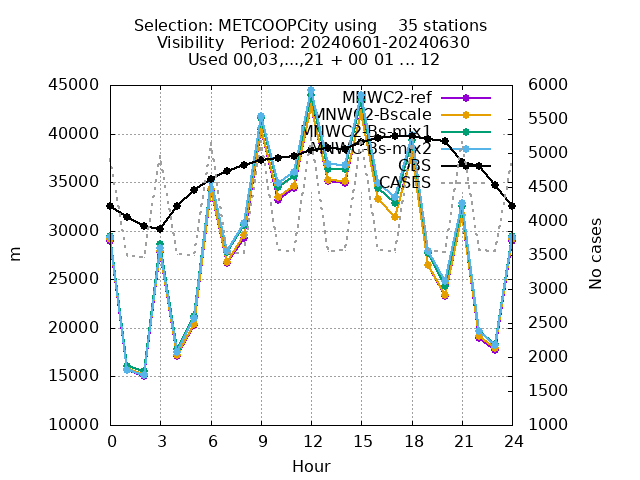 Selection: METCOOPCity using 35 stations
Visibility Period: 20240601-20240630
Used 00,03,...,21 + 00 01 ... 12
45000 6000
MNWC2-ref
5500
MNWC2-Bscale
40000
MNWC2-Bs-mix1
5000
MNWC-Bs-mix2
OBS
35000 CASES 4500
30000 4000
m No cases
3500
25000
3000
20000 2500
2000
15000
1500
10000 1000
0 3 6 9 12 15 18 21 24
Hour